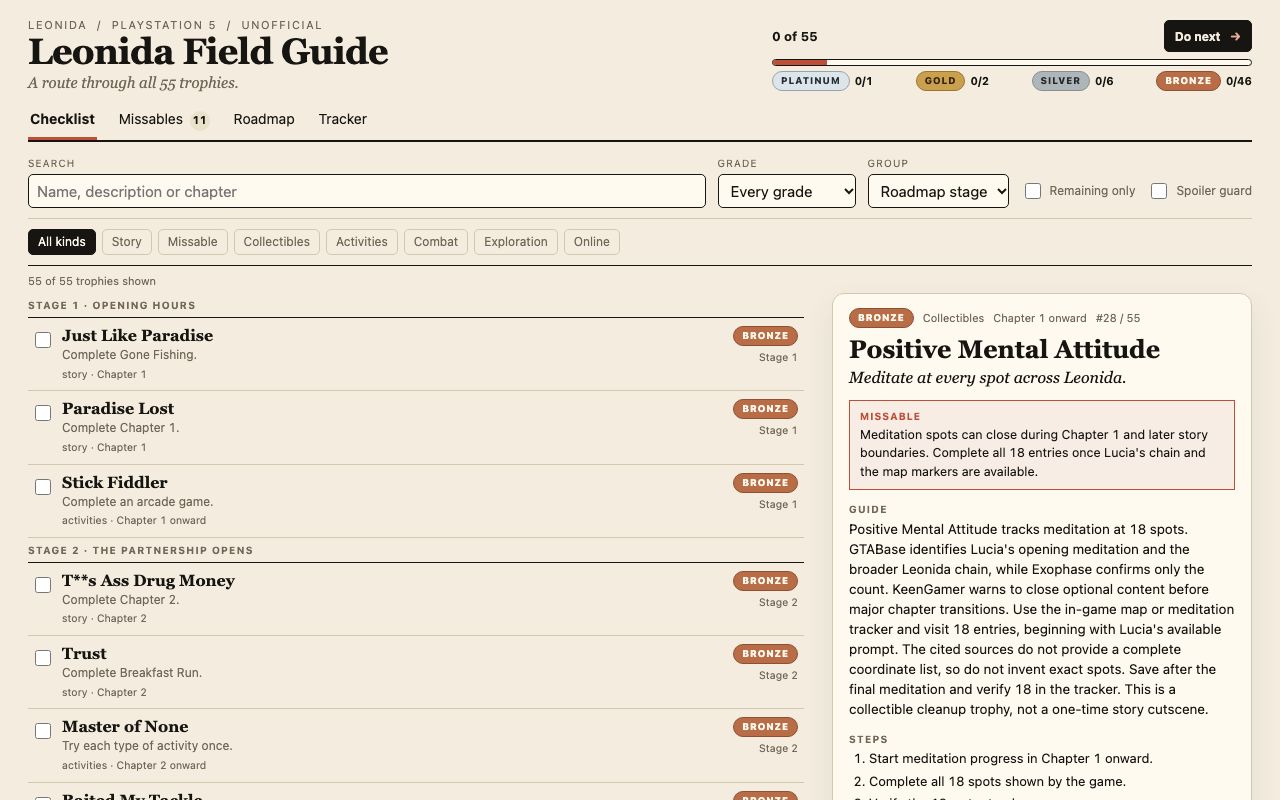 LEONIDA / PLAYSTATION 5 / UNOFFICIAL
Leonida Field Guide
A route through all 55 trophies.
0 of 55
Do next →
PLATINUM 0/1
GOLD 0/2
SILVER 0/6
BRONZE 0/46
Checklist
Missables 11
Roadmap
Tracker
SEARCH
Name, description or chapter
GRADE
Every grade
GROUP
Roadmap stage
Remaining only
Spoiler guard
All kinds
Story
Missable
Collectibles
Activities
Combat
Exploration
Online
55 of 55 trophies shown
STAGE 1 · OPENING HOURS
Just Like Paradise
Complete Gone Fishing.
story · Chapter 1
BRONZE
Stage 1
Paradise Lost
Complete Chapter 1.
story · Chapter 1
BRONZE
Stage 1
Stick Fiddler
Complete an arcade game.
activities · Chapter 1 onward
BRONZE
Stage 1
STAGE 2 · THE PARTNERSHIP OPENS
T**s Ass Drug Money
Complete Chapter 2.
story · Chapter 2
BRONZE
Stage 2
Trust
Complete Breakfast Run.
story · Chapter 2
BRONZE
Stage 2
Master of None
Try each type of activity once.
activities · Chapter 2 onward
BRONZE
Stage 2
Baited My Tackle
BRONZE
BRONZE Collectibles Chapter 1 onward #28 / 55
Positive Mental Attitude
Meditate at every spot across Leonida.
MISSABLE
Meditation spots can close during Chapter 1 and later story
boundaries. Complete all 18 entries once Lucia's chain and
the map markers are available.
GUIDE
Positive Mental Attitude tracks meditation at 18 spots.
GTABase identifies Lucia's opening meditation and the
broader Leonida chain, while Exophase confirms only the
count. KeenGamer warns to close optional content before
major chapter transitions. Use the in-game map or meditation
tracker and visit 18 entries, beginning with Lucia's available
prompt. The cited sources do not provide a complete
coordinate list, so do not invent exact spots. Save after the
final meditation and verify 18 in the tracker. This is a
collectible cleanup trophy, not a one-time story cutscene.
STEPS
1. Start meditation progress in Chapter 1 onward.
2. Complete all 18 spots shown by the game.